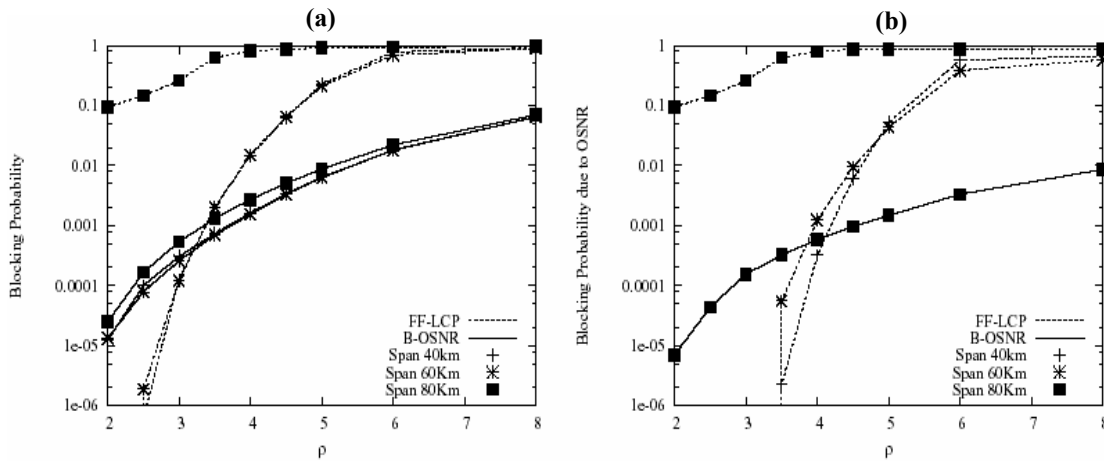 (a)
Blocking Probability
1
0.1
0.01
0.001
0.0001
1e-05
1e-06
FF-LCP
B-OSNR
Span 40km
Span 60Km
Span 80Km
2 3 4 5 6 7 8
ρ
(b)
Blocking Probability due to OSNR
1
0.1
0.01
0.001
0.0001
1e-05
1e-06
FF-LCP
B-OSNR
Span 40km
Span 60Km
Span 80Km
2 3 4 5 6 7 8
ρ